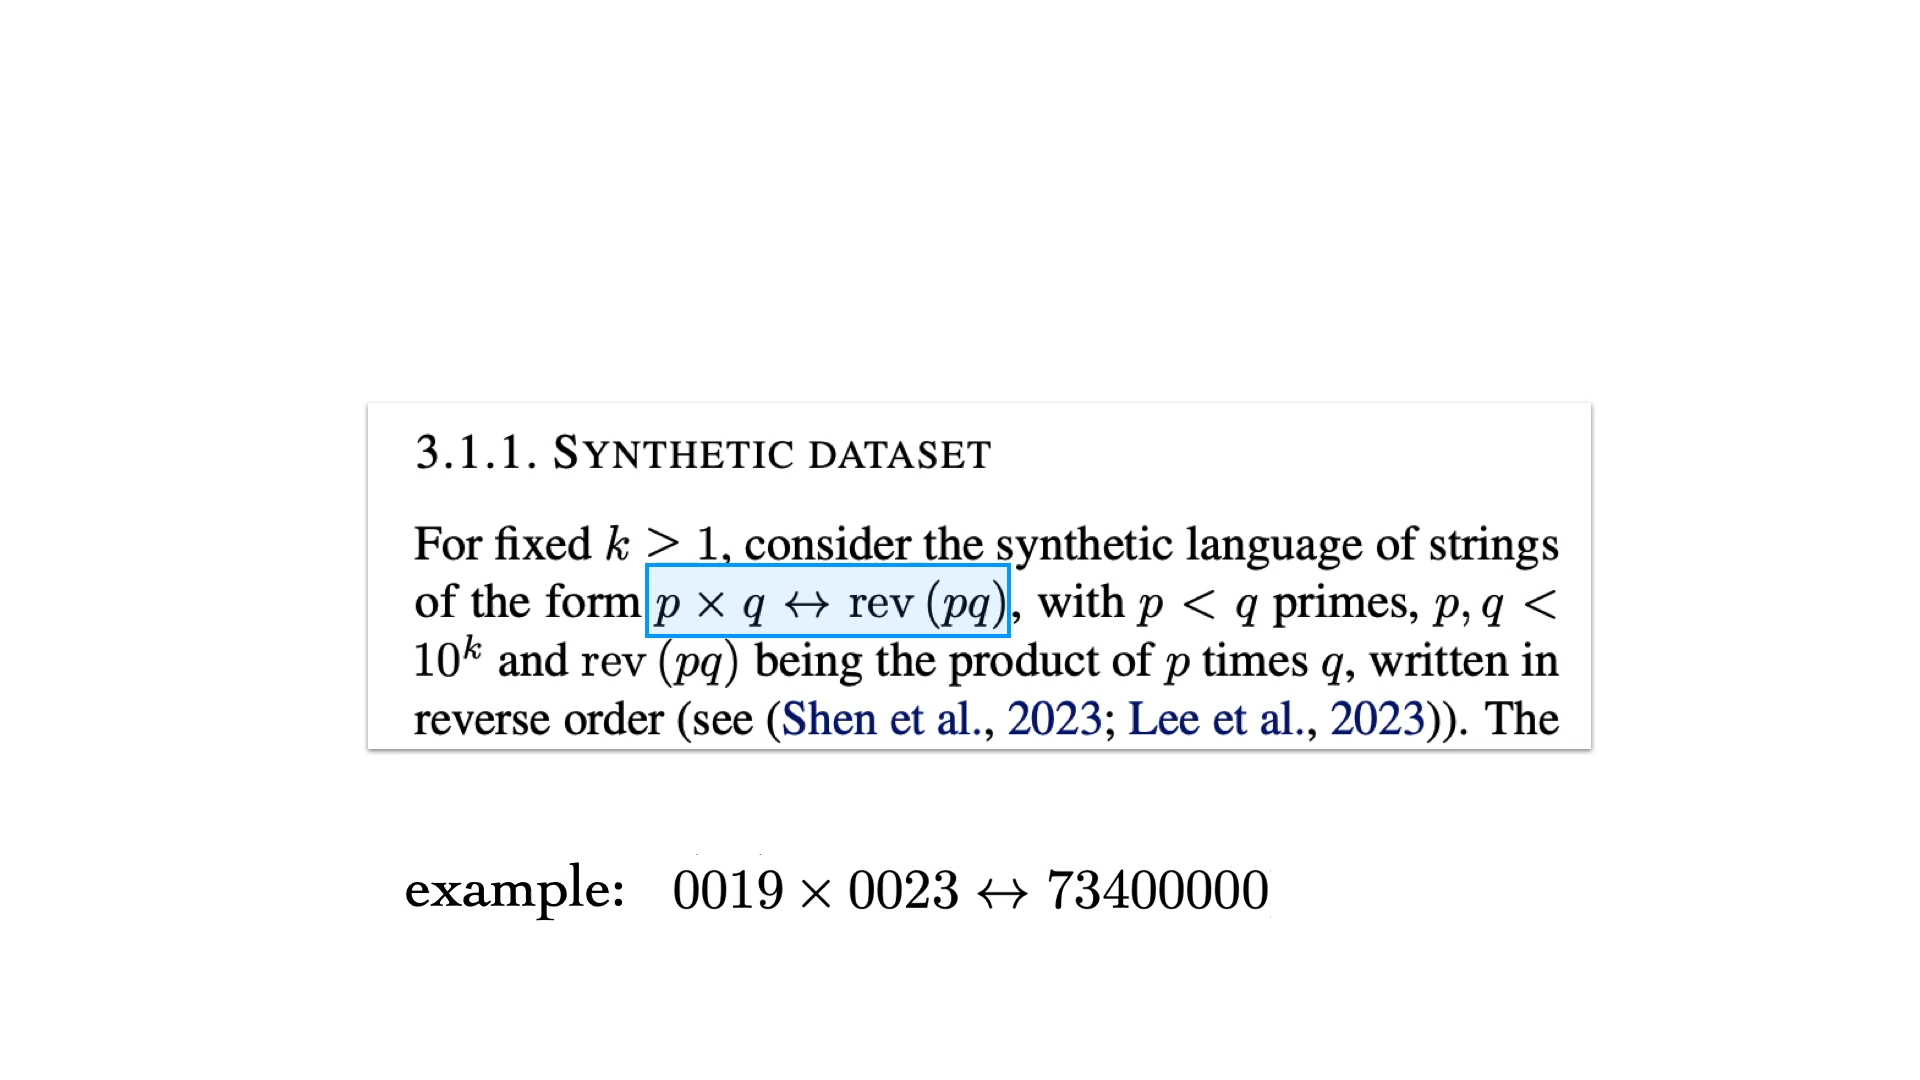 3.1.1. SYNTHETIC DATASET
For fixed k > 1, consider the synthetic language of strings
of the form p × q ↔ rev (pq), with p < q primes, p, q <
10^k and rev (pq) being the product of p times q, written in
reverse order (see (Shen et al., 2023; Lee et al., 2023)). The
example: 0019 × 0023 ↔ 73400000